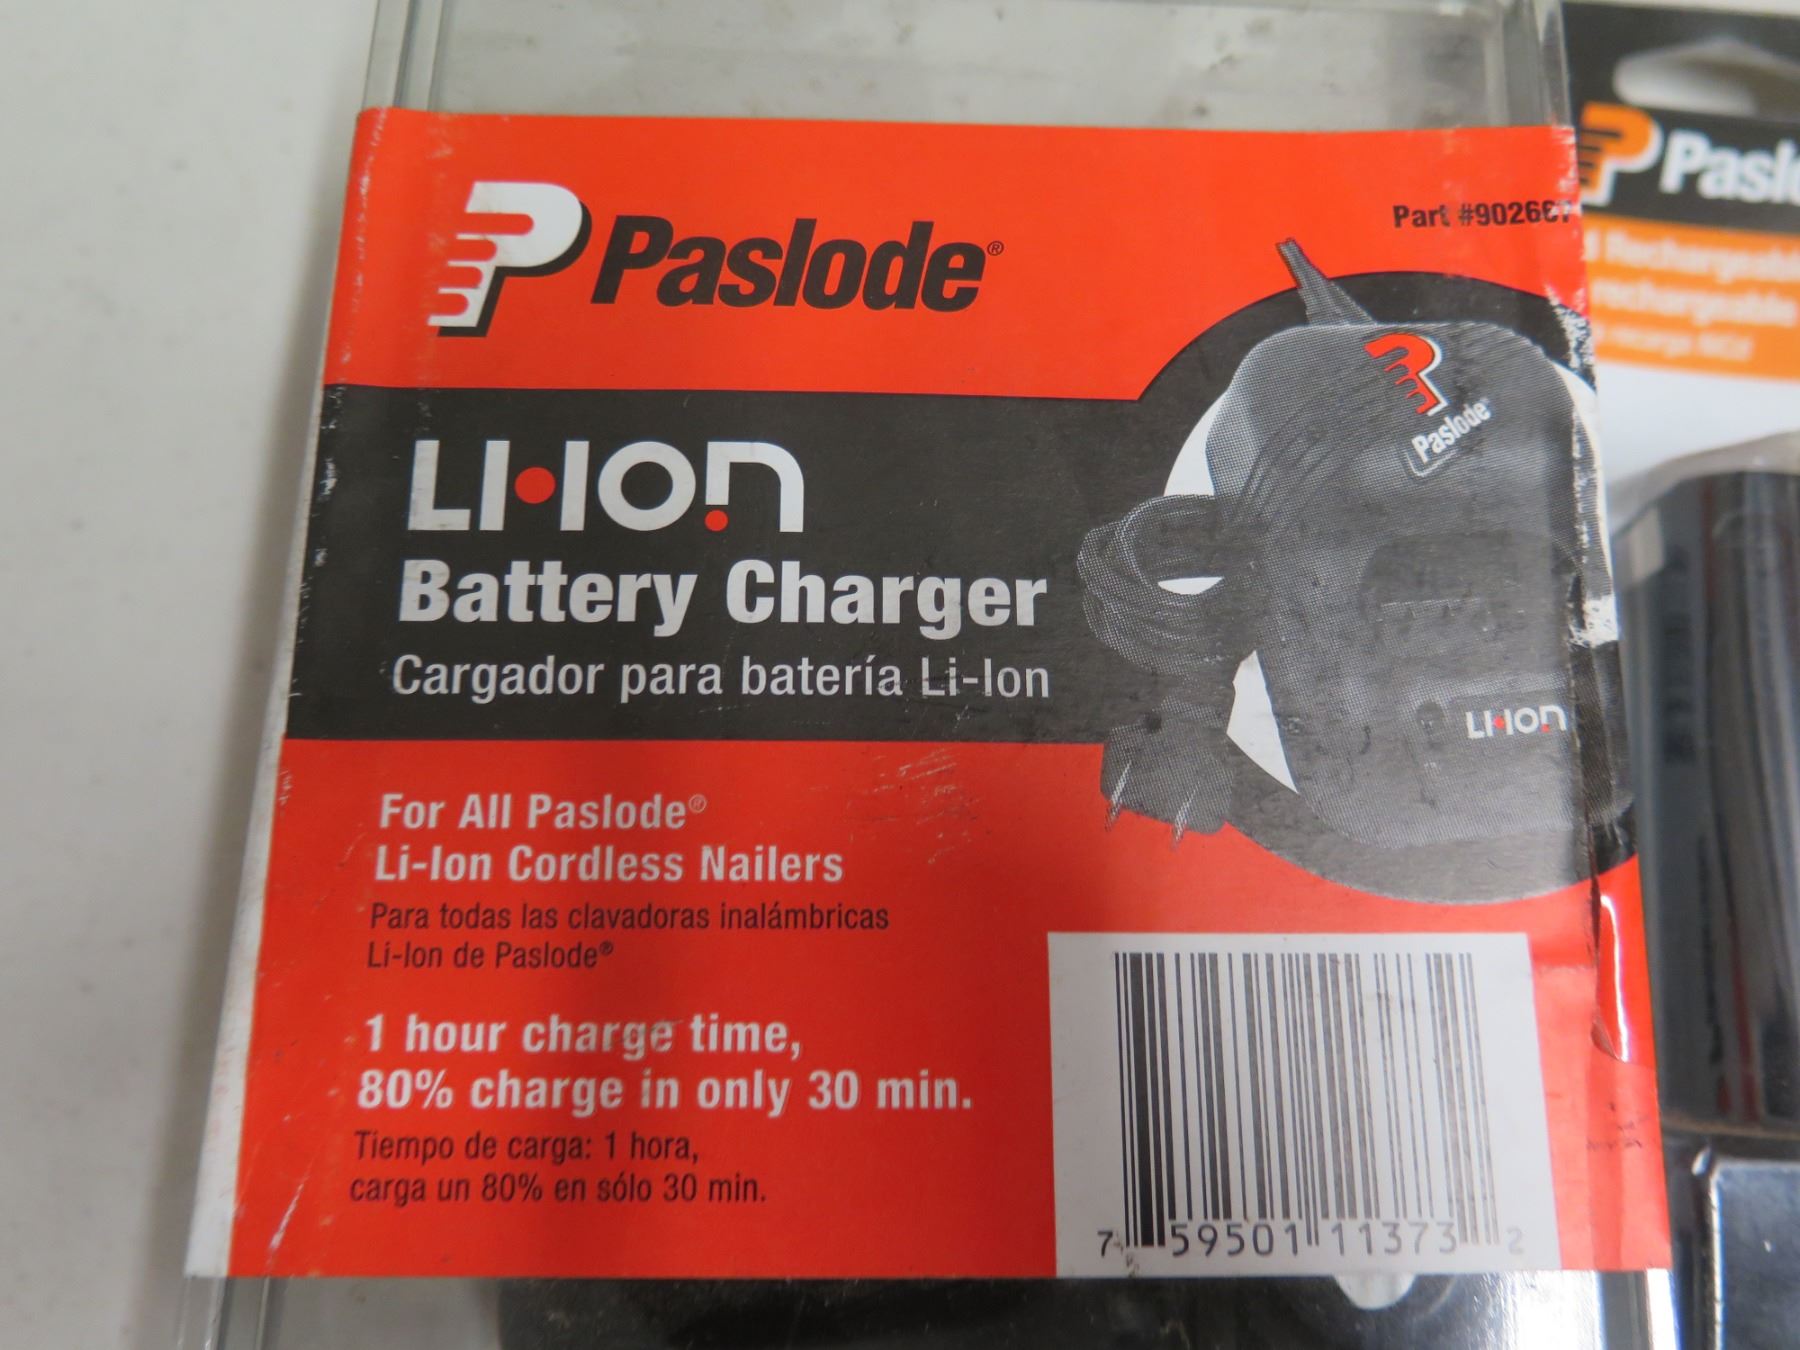 Paslode®
Part #902667
Paslode®
LI-ION
Battery Charger
Cargador para batería Li-Ion
LI-ION
For All Paslode®
Li-Ion Cordless Nailers
Para todas las clavadoras inalámbricas
Li-Ion de Paslode®
1 hour charge time,
80% charge in only 30 min.
Tiempo de carga: 1 hora,
carga un 80% en sólo 30 min.
7 59501 11373 2